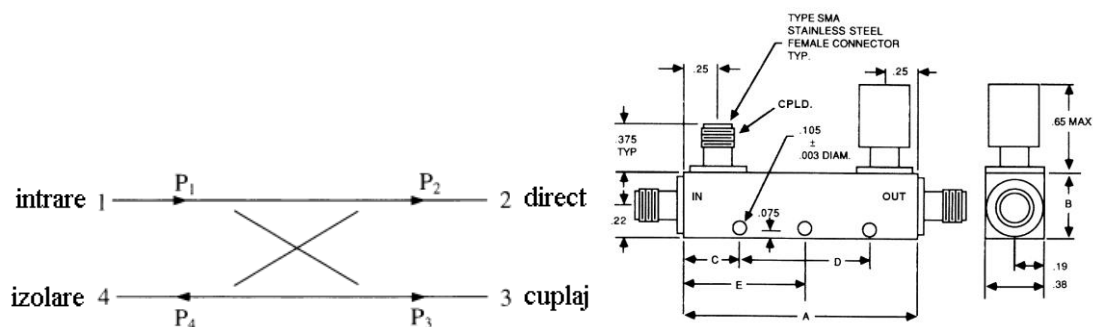 intrare 1 P₁ P₂ 2 direct
izolare 4 P₄ P₃ 3 cuplaj
TYPE SMA
STAINLESS STEEL
FEMALE CONNECTOR
TYP.
.25
.25
CPLD.
.375
TYP
.105
±
.003 DIAM.
.65 MAX
IN
OUT
.22
.075
B
C
D
E
A
.19
.38